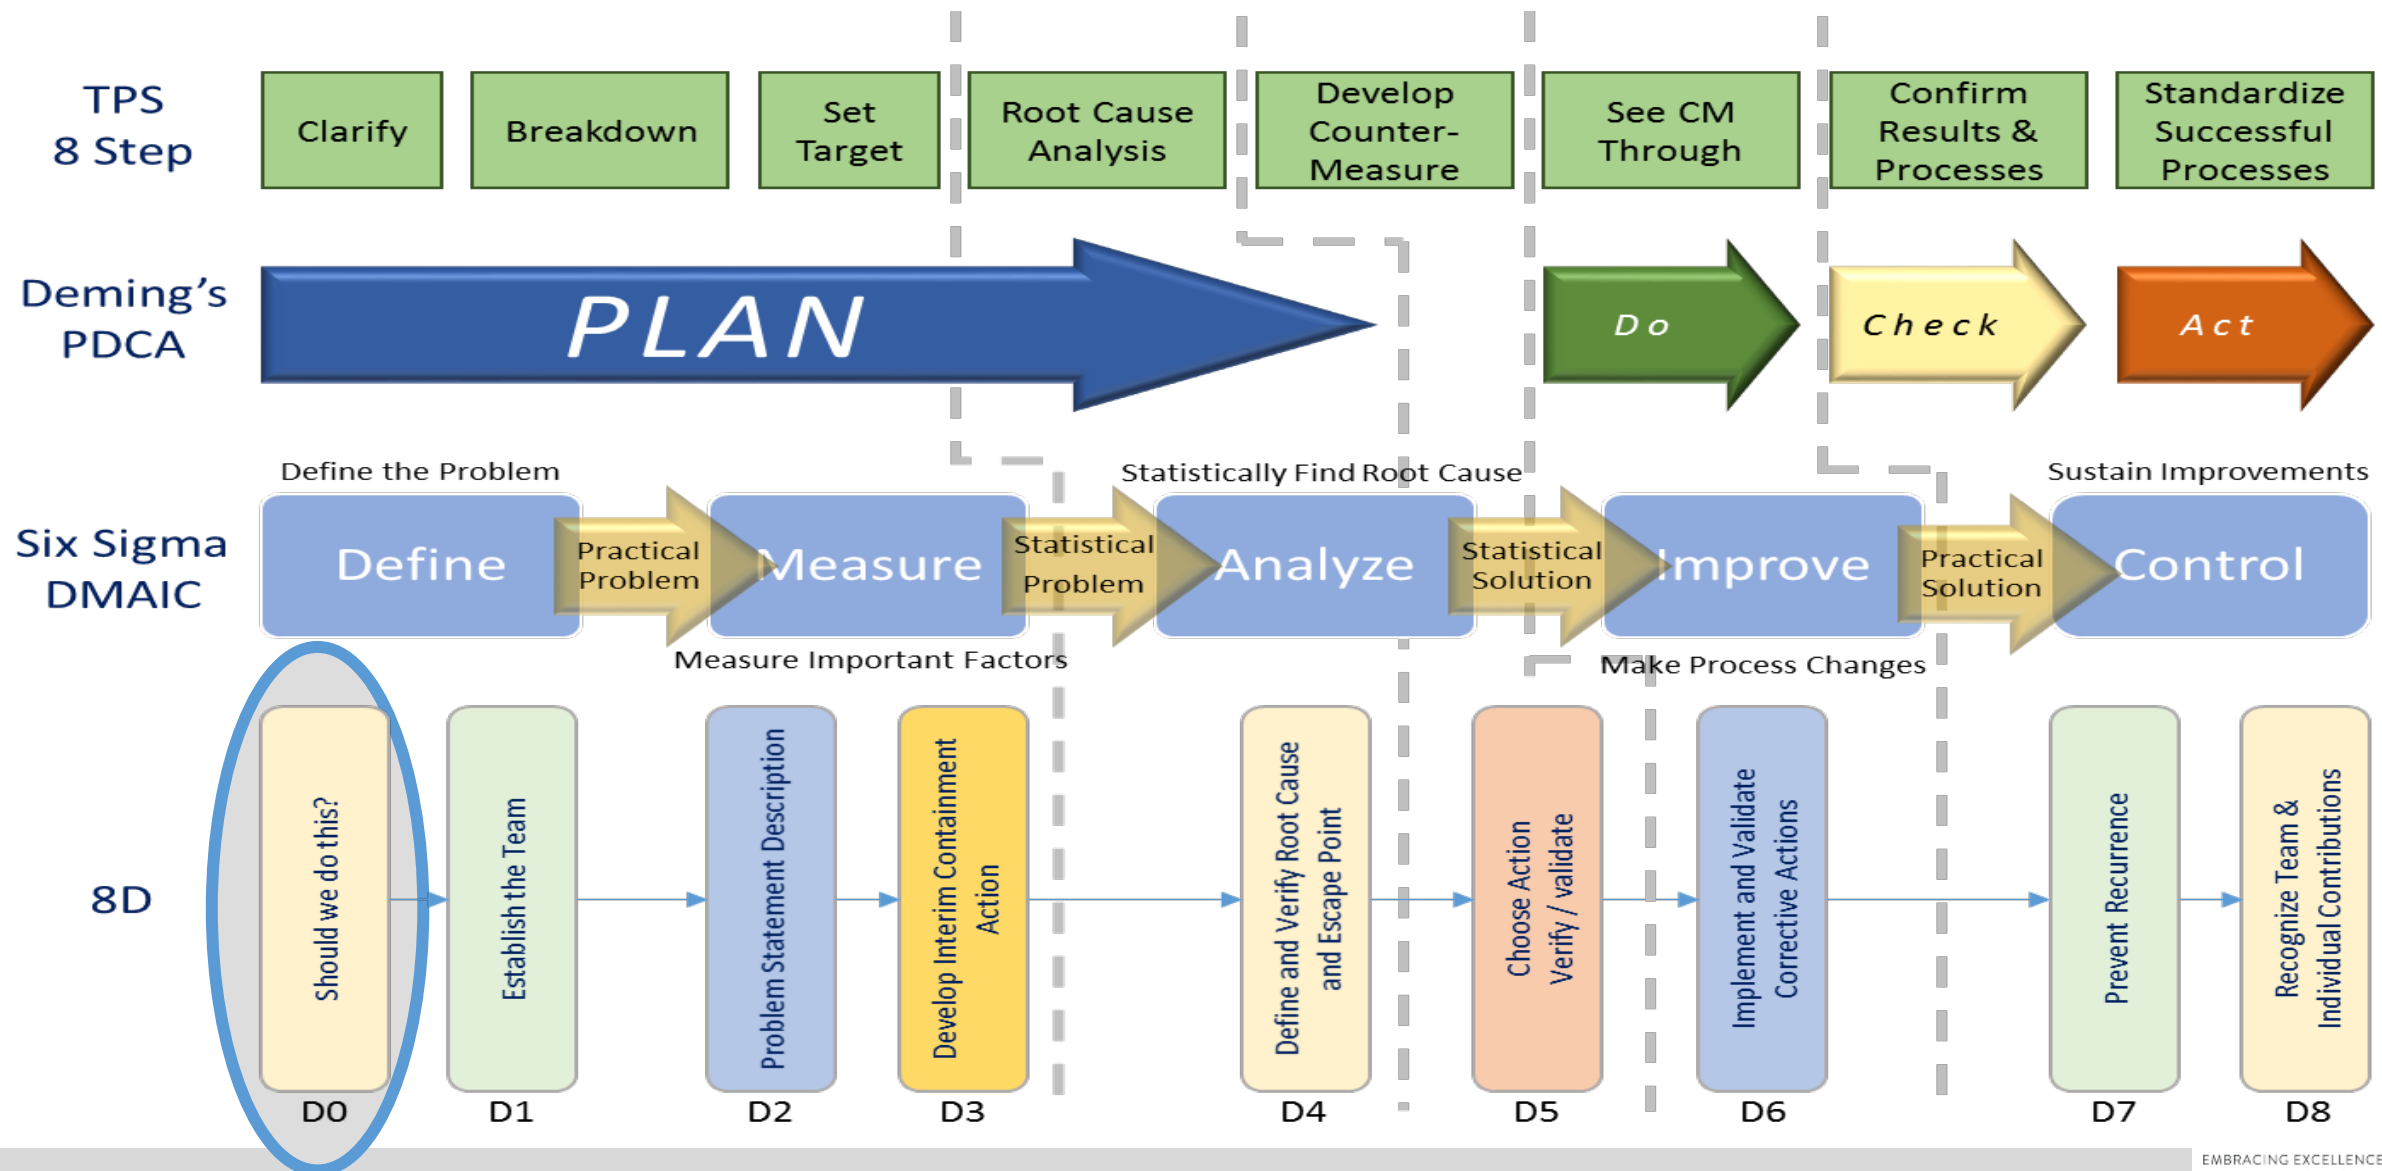 TPS
8 Step
Clarify
Breakdown
Set
Target
Root Cause
Analysis
Develop
Counter-
Measure
See CM
Through
Confirm
Results &
Processes
Standardize
Successful
Processes
Deming's
PDCA
PLAN
Do
Check
Act
Six Sigma
DMAIC
Define the Problem
Statistically Find Root Cause
Sustain Improvements
Define
Practical
Problem
Measure
Statistical
Problem
Analyze
Statistical
Solution
Improve
Practical
Solution
Control
Measure Important Factors
Make Process Changes
8D
Should we do this?
Establish the Team
Problem Statement Description
Develop Interim Containment
Action
Define and Verify Root Cause
and Escape Point
Choose Action
Verify / validate
Implement and Validate
Corrective Actions
Prevent Recurrence
Recognize Team &
Individual Contributions
D0
D1
D2
D3
D4
D5
D6
D7
D8
EMBRACING EXCELLENCE